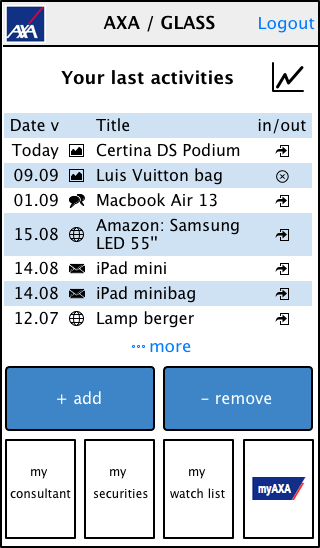 AXA
AXA / GLASS
Logout
Your last activities
Date v Title in/out
Today Certina DS Podium
09.09 Luis Vuitton bag
01.09 Macbook Air 13
15.08 Amazon: Samsung
LED 55"
14.08 iPad mini
14.08 iPad minibag
12.07 Lamp berger
more
+ add
- remove
my
consultant
my
securities
my
watch list
myAXA